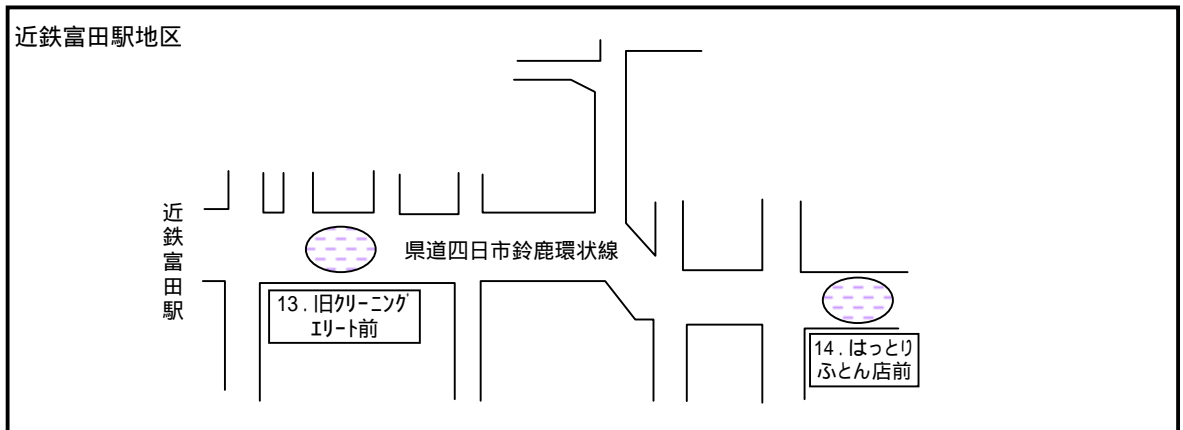 近鉄富田駅地区
近鉄富田駅
県道四日市鈴鹿環状線
13.旧ｸﾘｰﾆﾝｸﾞ
ｴﾘｰﾄ前
14.はっとり
ふとん店前